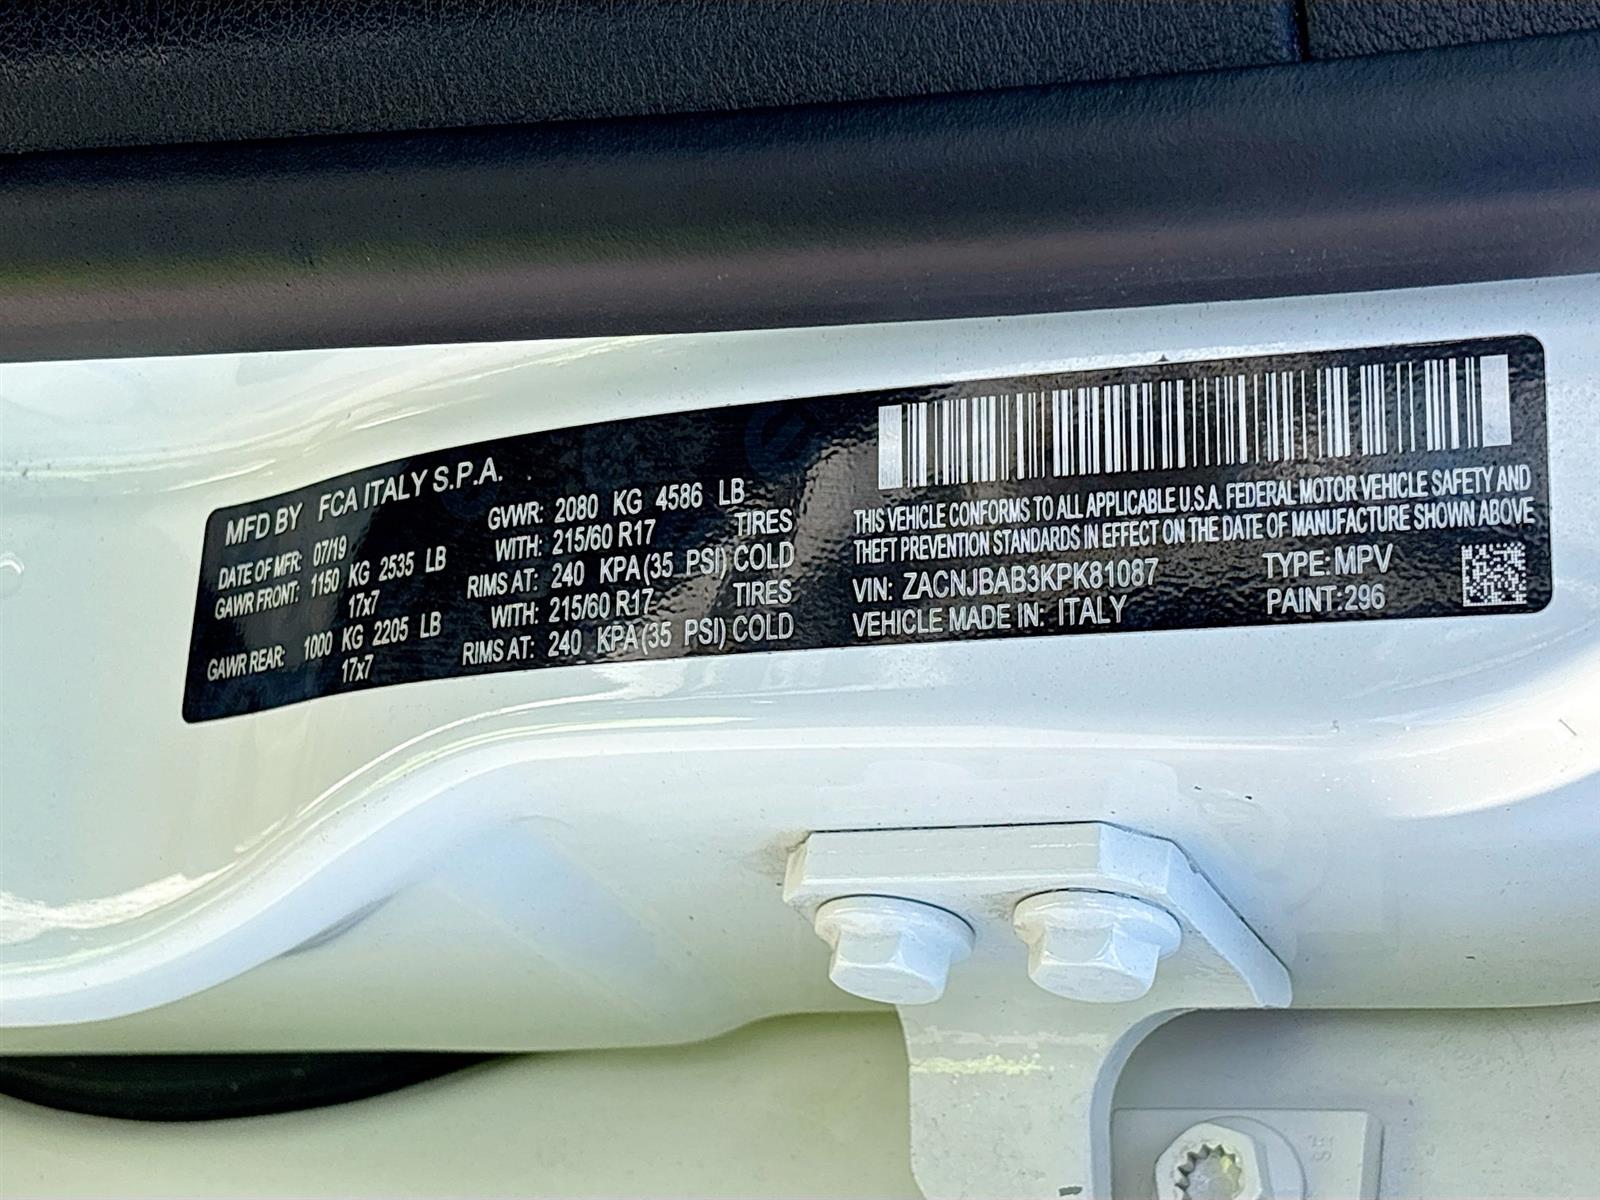 MFD BY FCA ITALY S.P.A.
DATE OF MFR: 07/19 GVWR: 2080 KG 4586 LB
GAWR FRONT: 1150 KG 2535 LB WITH: 215/60 R17 TIRES
17x7 RIMS AT: 240 KPA (35 PSI) COLD
GAWR REAR: 1000 KG 2205 LB WITH: 215/60 R17 TIRES
17x7 RIMS AT: 240 KPA (35 PSI) COLD
THIS VEHICLE CONFORMS TO ALL APPLICABLE U.S.A. FEDERAL MOTOR VEHICLE SAFETY AND
THEFT PREVENTION STANDARDS IN EFFECT ON THE DATE OF MANUFACTURE SHOWN ABOVE
VIN: ZACNJBAB3KPK81087 TYPE: MPV
VEHICLE MADE IN: ITALY PAINT: 296